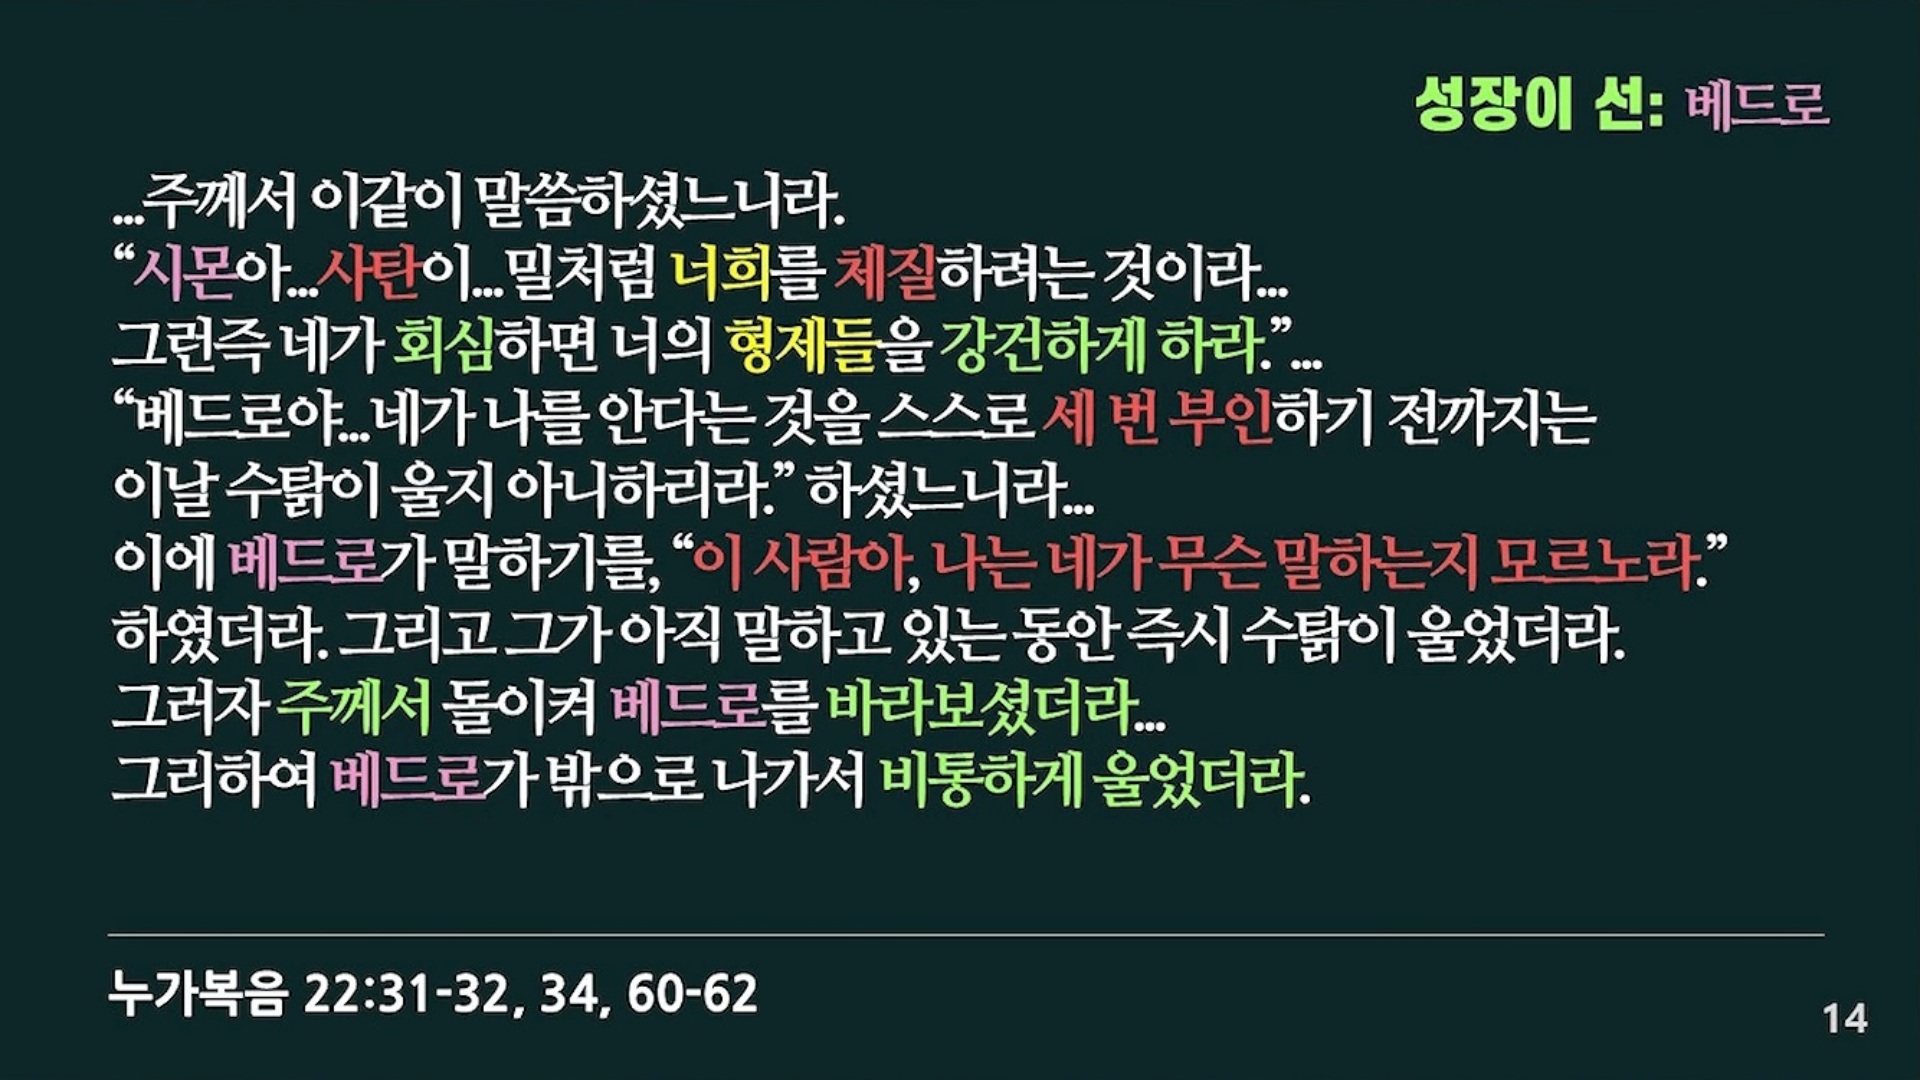 성장이 선: 베드로
...주께서 이같이 말씀하셨느니라.
“시몬아...사탄이...밀처럼 너희를 체질하려는 것이라...
그런즉 네가 회심하면 너의 형제들을 강건하게 하라.”...
“베드로야...네가 나를 안다는 것을 스스로 세 번 부인하기 전까지는
이날 수탉이 울지 아니하리라.” 하셨느니라...
이에 베드로가 말하기를, “이 사람아, 나는 네가 무슨 말하는지 모르노라.”
하였더라. 그리고 그가 아직 말하고 있는 동안 즉시 수탉이 울었더라.
그러자 주께서 돌이켜 베드로를 바라보셨더라...
그리하여 베드로가 밖으로 나가서 비통하게 울었더라.
누가복음 22:31-32, 34, 60-62
14